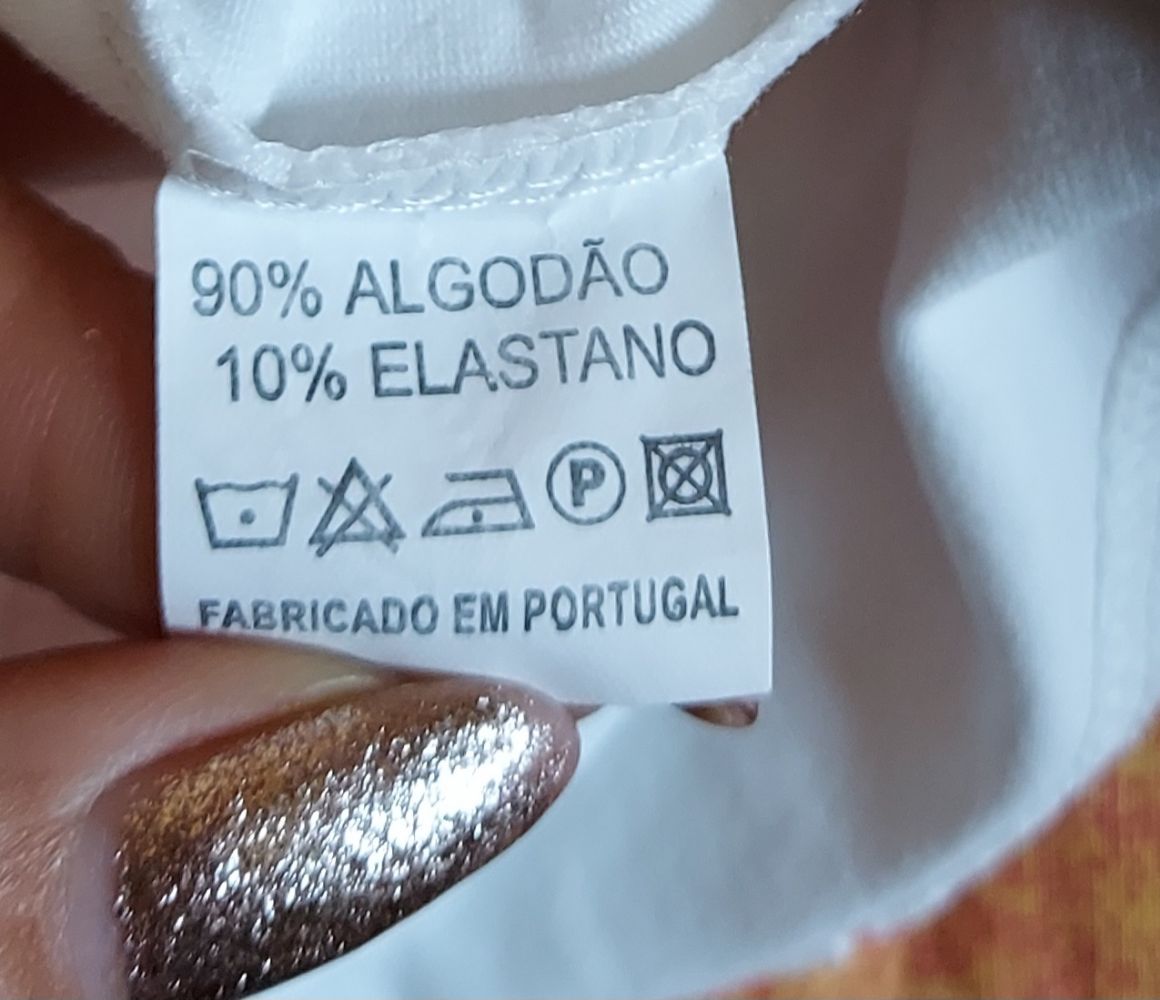 90% ALGODÃO
10% ELASTANO
P
FABRICADO EM PORTUGAL